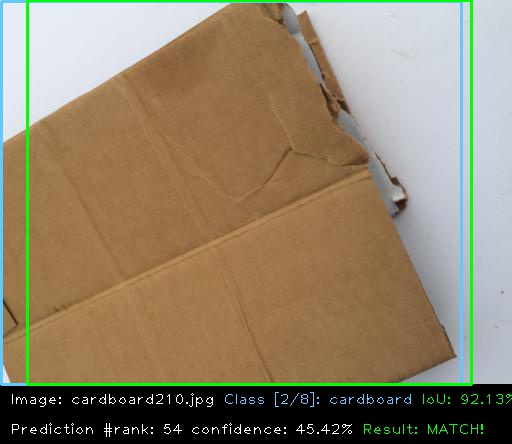 Image: cardboard210.jpg Class [2/8]: cardboard IoU: 92.13%
Prediction #rank: 54 confidence: 45.42% Result: MATCH!